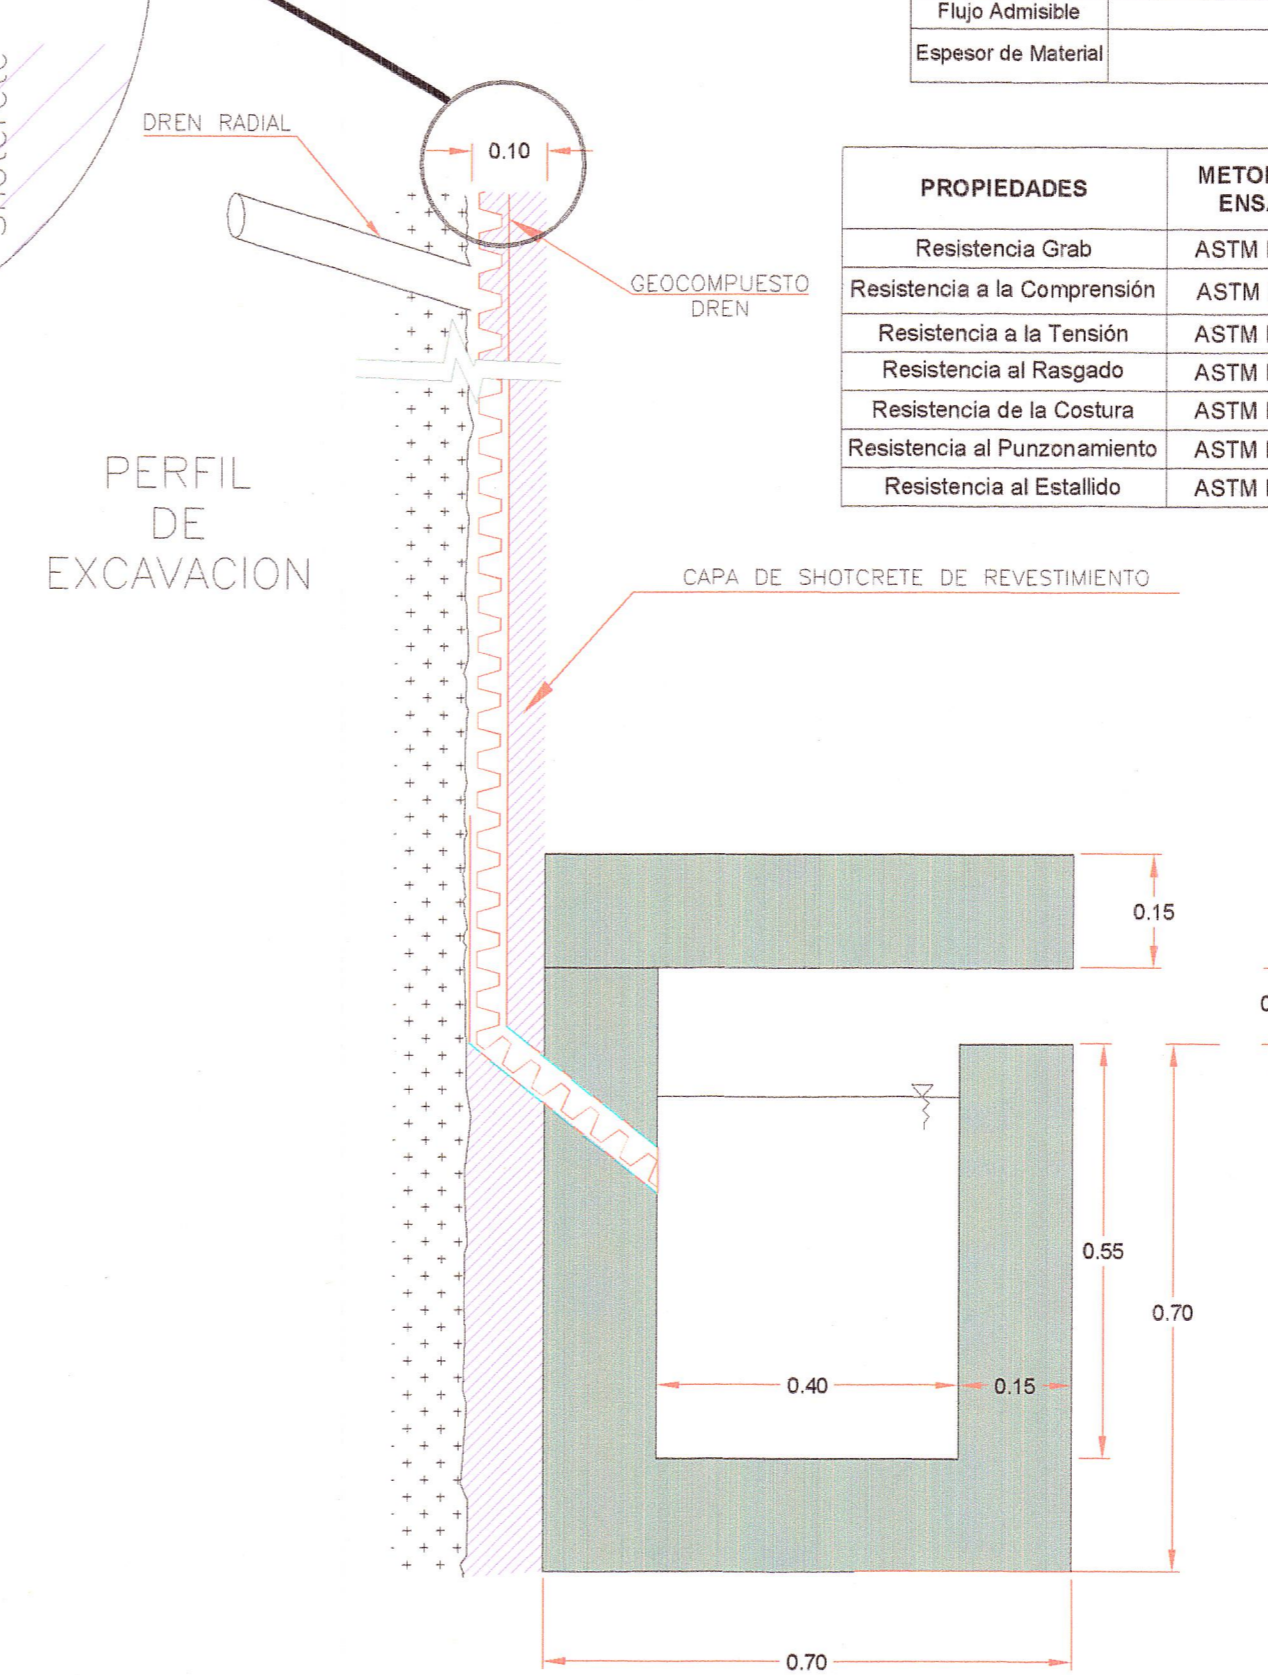 Flujo Admisible
Espesor de Material
DREN RADIAL
0.10
GEOCOMPUESTO
DREN
PROPIEDADES
Resistencia Grab ASTM
Resistencia a la Comprensión ASTM
Resistencia a la Tensión ASTM
Resistencia al Rasgado ASTM
Resistencia de la Costura ASTM
Resistencia al Punzonamiento ASTM
Resistencia al Estallido ASTM
PERFIL
DE
EXCAVACION
CAPA DE SHOTCRETE DE REVESTIMIENTO
0.15
0.55
0.70
0.40
0.15
0.70